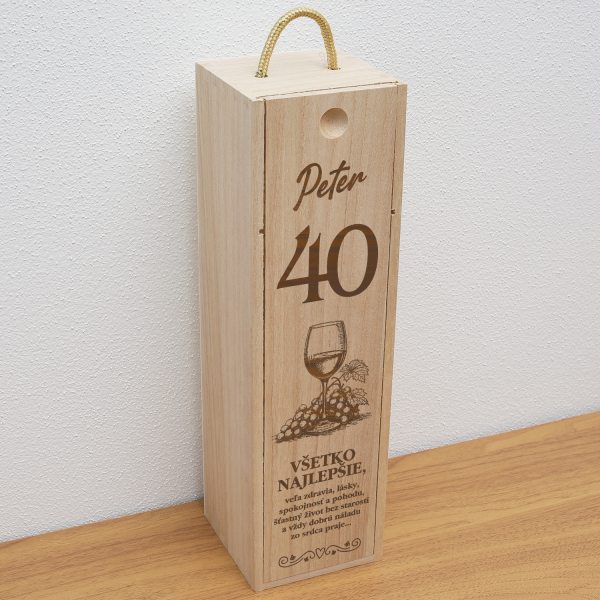 Peter
40
VŠETKO
NAJLEPŠIE,
veľa zdravia, lásky,
spokojnosť a pohodu,
šťastný život bez starostí
a vždy dobrú náladu
zo srdca praje...